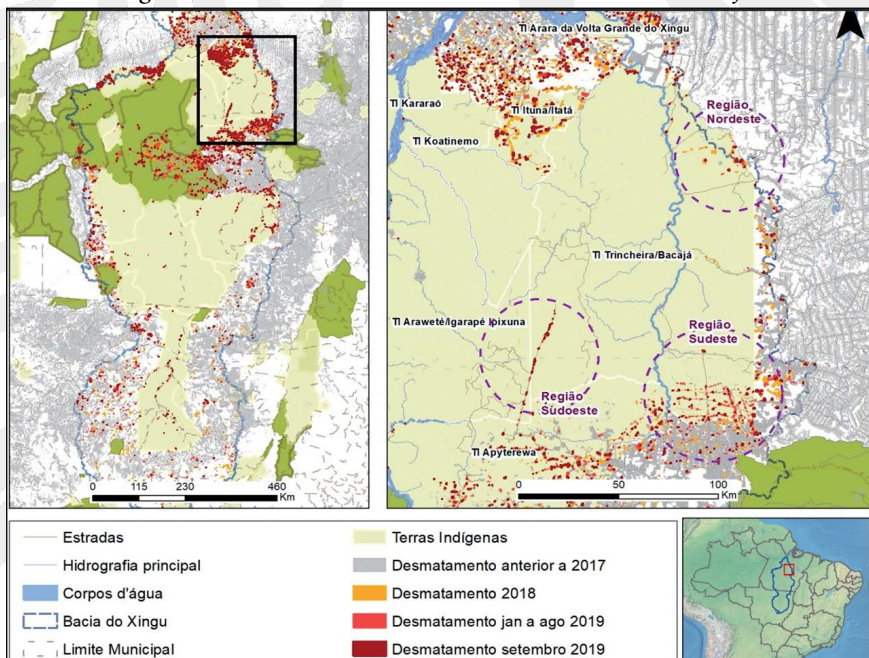 TI Arara da Volta Grande do Xingu
TI Kararaô
TI Ituna/Itatá
Região
Nordeste
TI Koatinemo
TI Trincheira/Bacajá
TI Araweté/Igarapé Ipixuna
Região
Sudeste
Região
Sudoeste
TI Apyterewa
0 115 230 460
Km
0 50 100
Km
Estradas
Hidrografia principal
Corpos d'água
Bacia do Xingu
Limite Municipal
Terras Indígenas
Desmatamento anterior a 2017
Desmatamento 2018
Desmatamento jan a ago 2019
Desmatamento setembro 2019